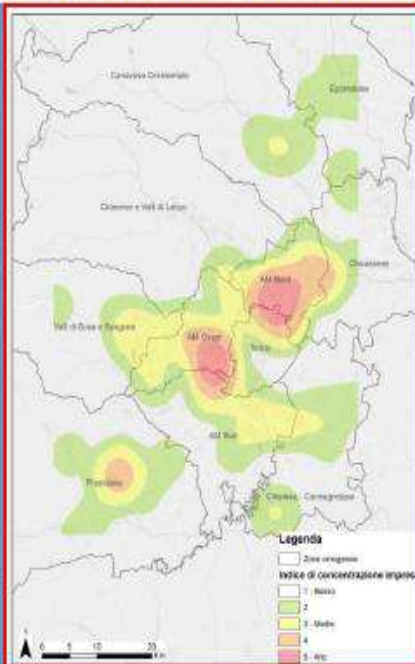 Canavese Occidentale
Eporediese
Ciriacese e Valli di Lanzo
Chivassese
AM Nord
Valli di Susa e Sangone
AM Ovest
Torino
AM Sud
Pinerolese
Chierese - Carmagnolese
Legenda
Zone omogenee
Indice di concentrazione impres
1 - Basso
2
3 - Medio
4
5 - Alto
0 5 10 20
Km